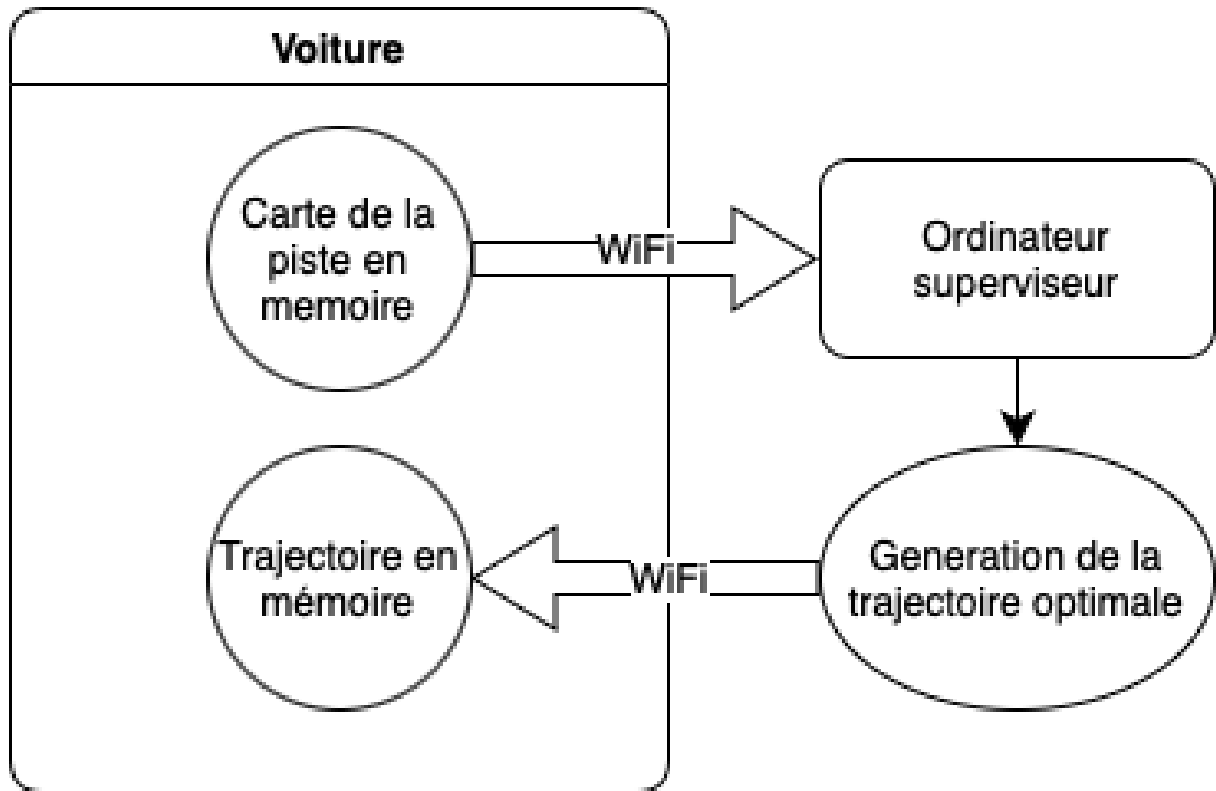 Voiture
Carte de la
piste en
memoire
WiFi
Ordinateur
superviseur
Trajectoire en
mémoire
WiFi
Generation de la
trajectoire optimale